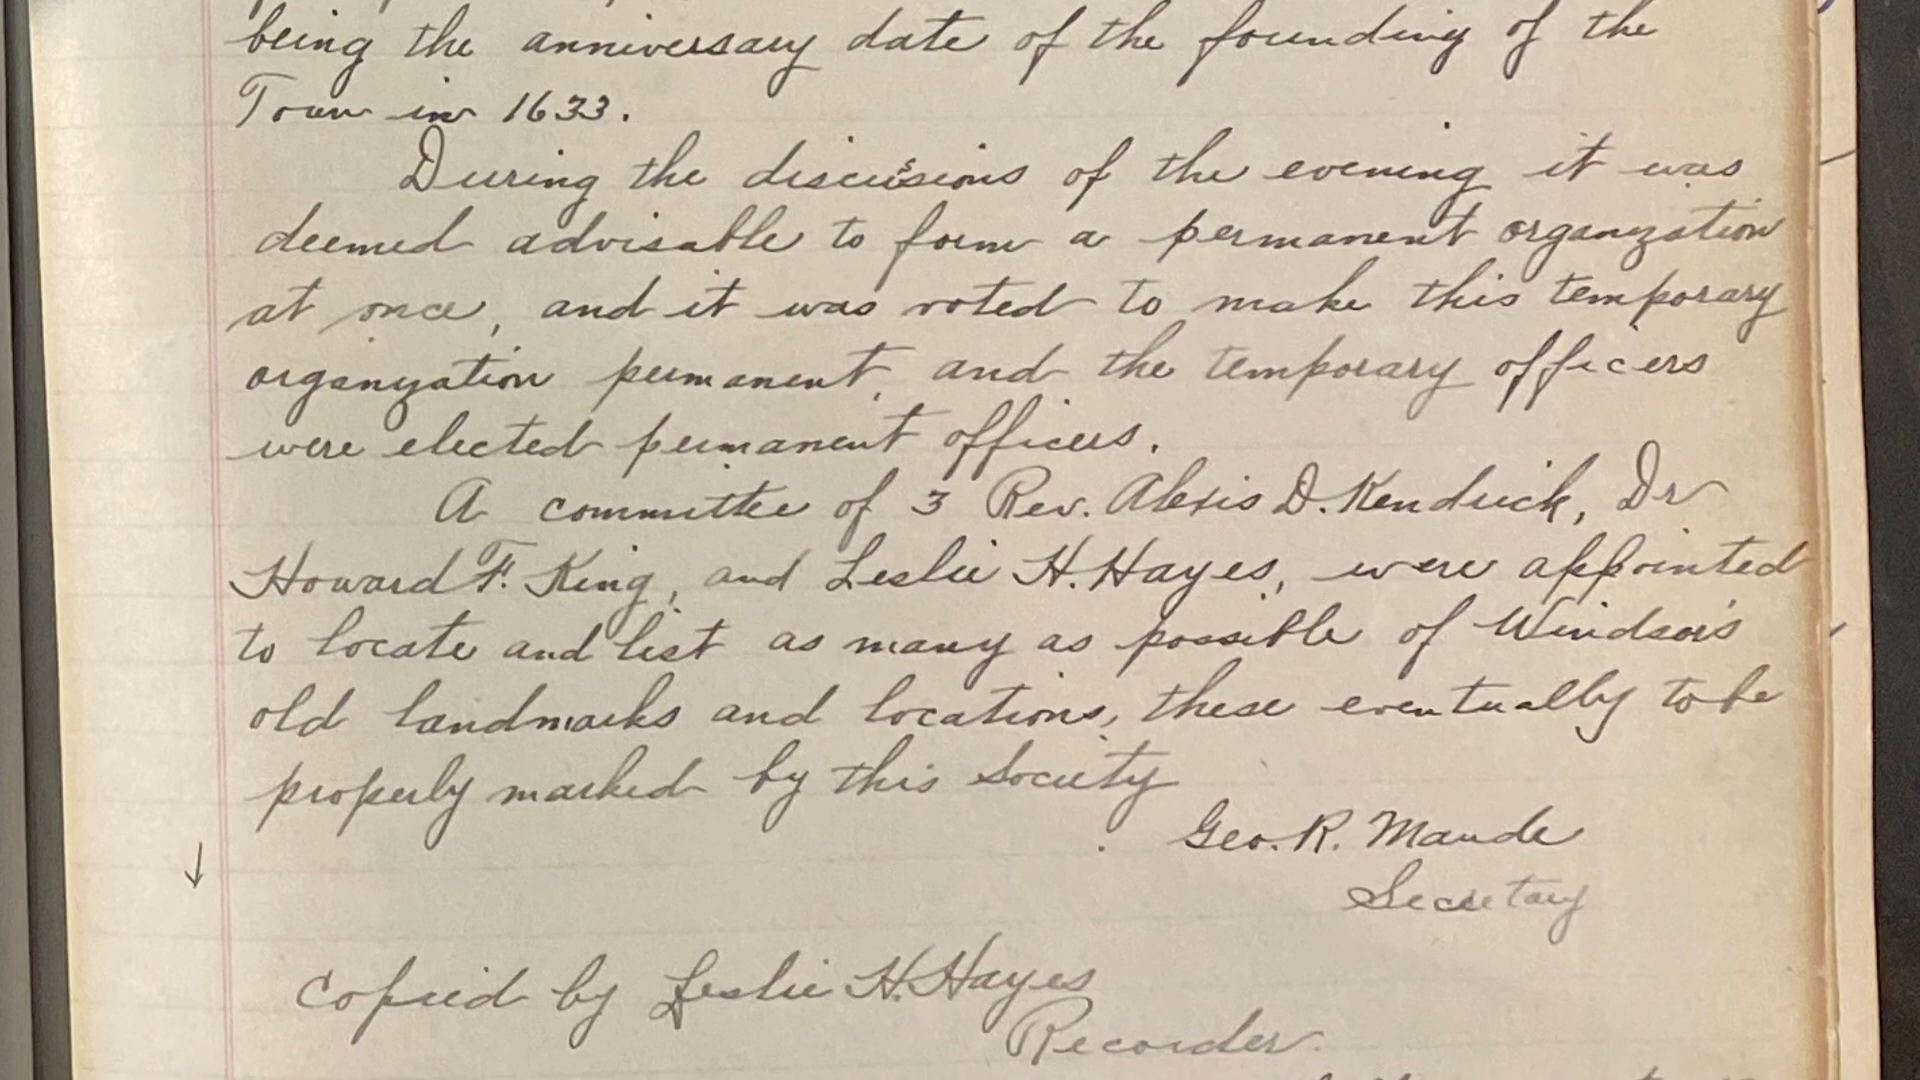 being the anniversary date of the founding of the
Town in 1633.
During the discussions of the evening it was
deemed advisable to form a permanent organization
at once, and it was voted to make this temporary
organization permanent, and the temporary officers
were elected permanent officers.
A committee of 3 Rev. Alexis D. Kendrick, Dr
Howard F. King, and Leslie H. Hayes, were appointed
to locate and list as many as possible of Windsor's
old landmarks and locations, these eventually to be
properly marked by this Society
Geo. R. Maude
Secretary
Copied by Leslie H. Hayes
Recorder.